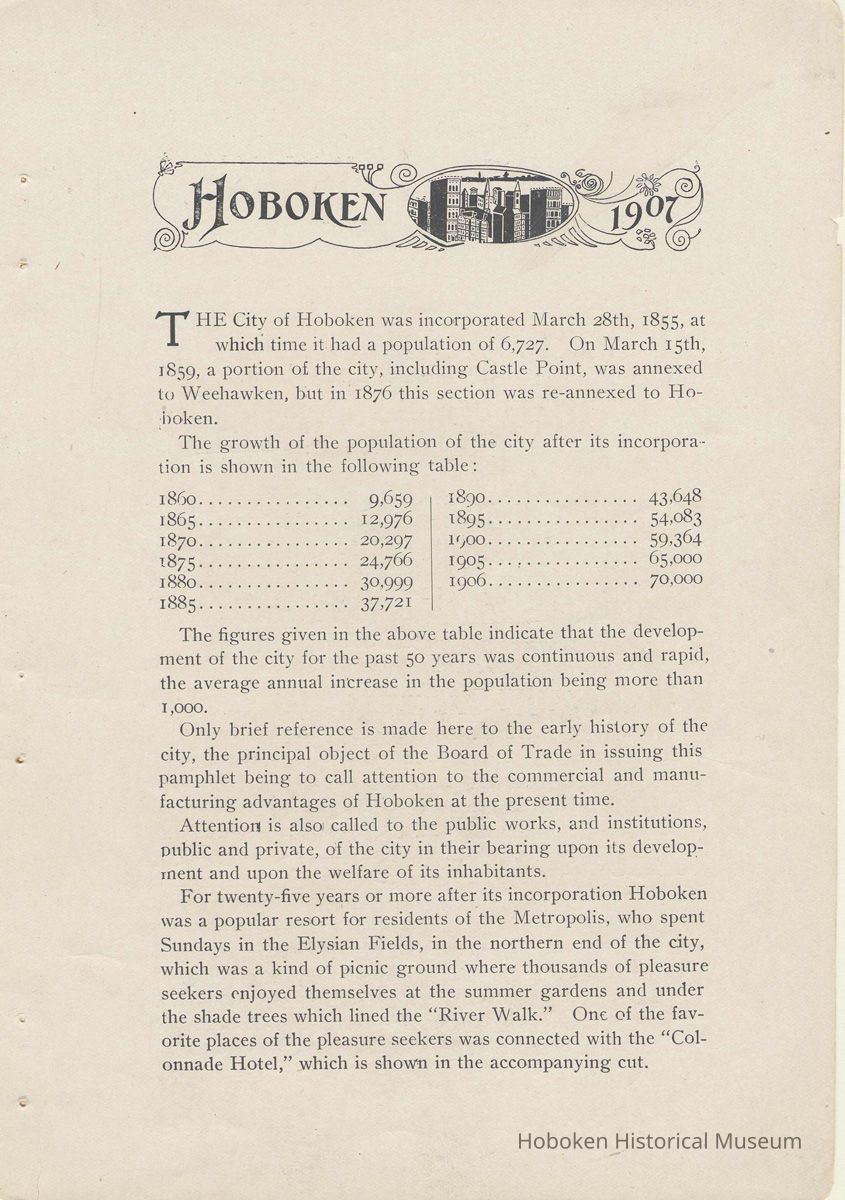 HOBOKEN 1907
THE City of Hoboken was incorporated March 28th, 1855, at
which time it had a population of 6,727. On March 15th,
1859, a portion of the city, including Castle Point, was annexed
to Weehawken, but in 1876 this section was re-annexed to Ho-
boken.
The growth of the population of the city after its incorpora-
tion is shown in the following table:
1860................ 9,659
1865................ 12,976
1870................ 20,297
1875................ 24,766
1880................ 30,999
1885................ 37,721
1890................ 43,648
1895................ 54,083
1900................ 59,364
1905................ 65,000
1906................ 70,000
The figures given in the above table indicate that the develop-
ment of the city for the past 50 years was continuous and rapid,
the average annual increase in the population being more than
1,000.
Only brief reference is made here to the early history of the
city, the principal object of the Board of Trade in issuing this
pamphlet being to call attention to the commercial and manu-
facturing advantages of Hoboken at the present time.
Attention is also called to the public works, and institutions,
public and private, of the city in their bearing upon its develop-
ment and upon the welfare of its inhabitants.
For twenty-five years or more after its incorporation Hoboken
was a popular resort for residents of the Metropolis, who spent
Sundays in the Elysian Fields, in the northern end of the city,
which was a kind of picnic ground where thousands of pleasure
seekers enjoyed themselves at the summer gardens and under
the shade trees which lined the “River Walk.” One of the fav-
orite places of the pleasure seekers was connected with the “Col-
onnade Hotel,” which is shown in the accompanying cut.
Hoboken Historical Museum